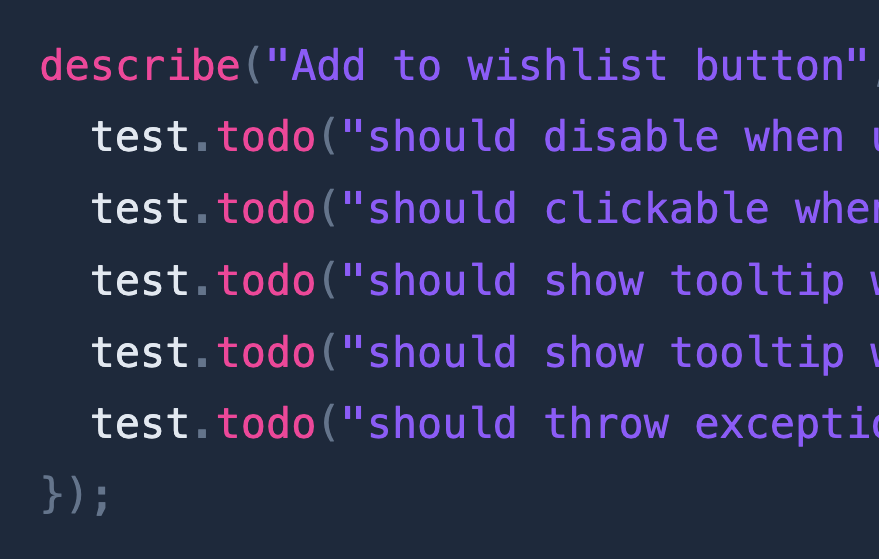 describe("Add to wishlist button",
test.todo("should disable when
test.todo("should clickable when
test.todo("should show tooltip
test.todo("should show tooltip
test.todo("should throw
});